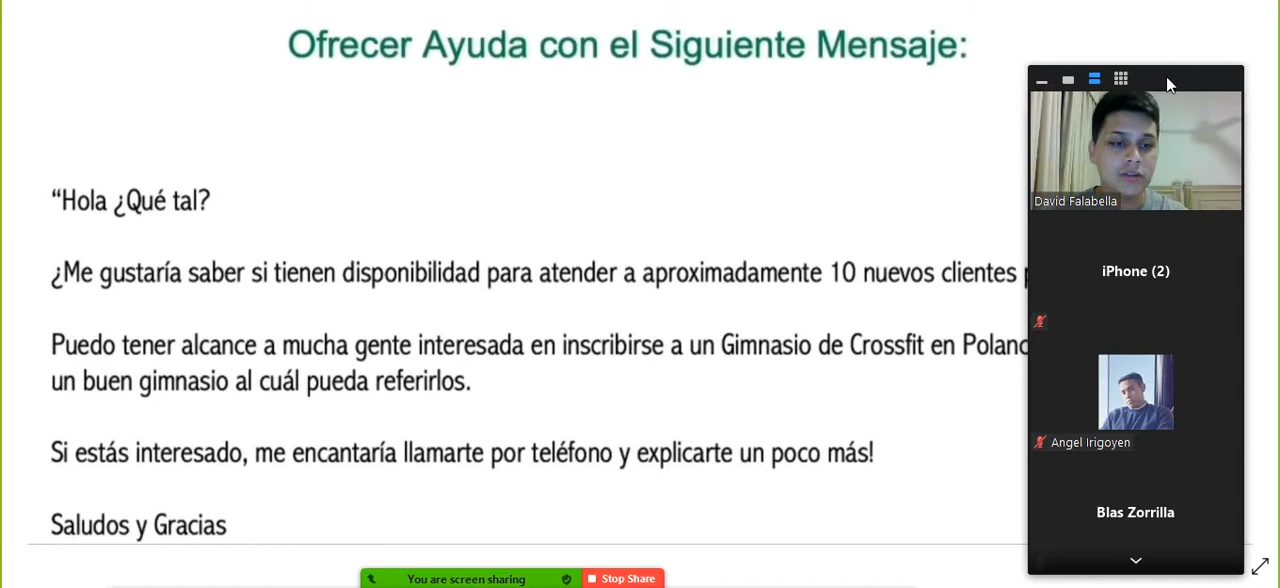 Ofrecer Ayuda con el Siguiente Mensaje:
“Hola ¿Qué tal?
¿Me gustaría saber si tienen disponibilidad para atender a aproximadamente 10 nuevos clientes
Puedo tener alcance a mucha gente interesada en inscribirse a un Gimnasio de Crossfit en
un buen gimnasio al cuál pueda referirlos.
Si estás interesado, me encantaría llamarte por teléfono y explicarte un poco más!
Saludos y Gracias
David Falabella
iPhone (2)
Angel Irigoyen
Blas Zorrilla
You are screen sharing
Stop Share